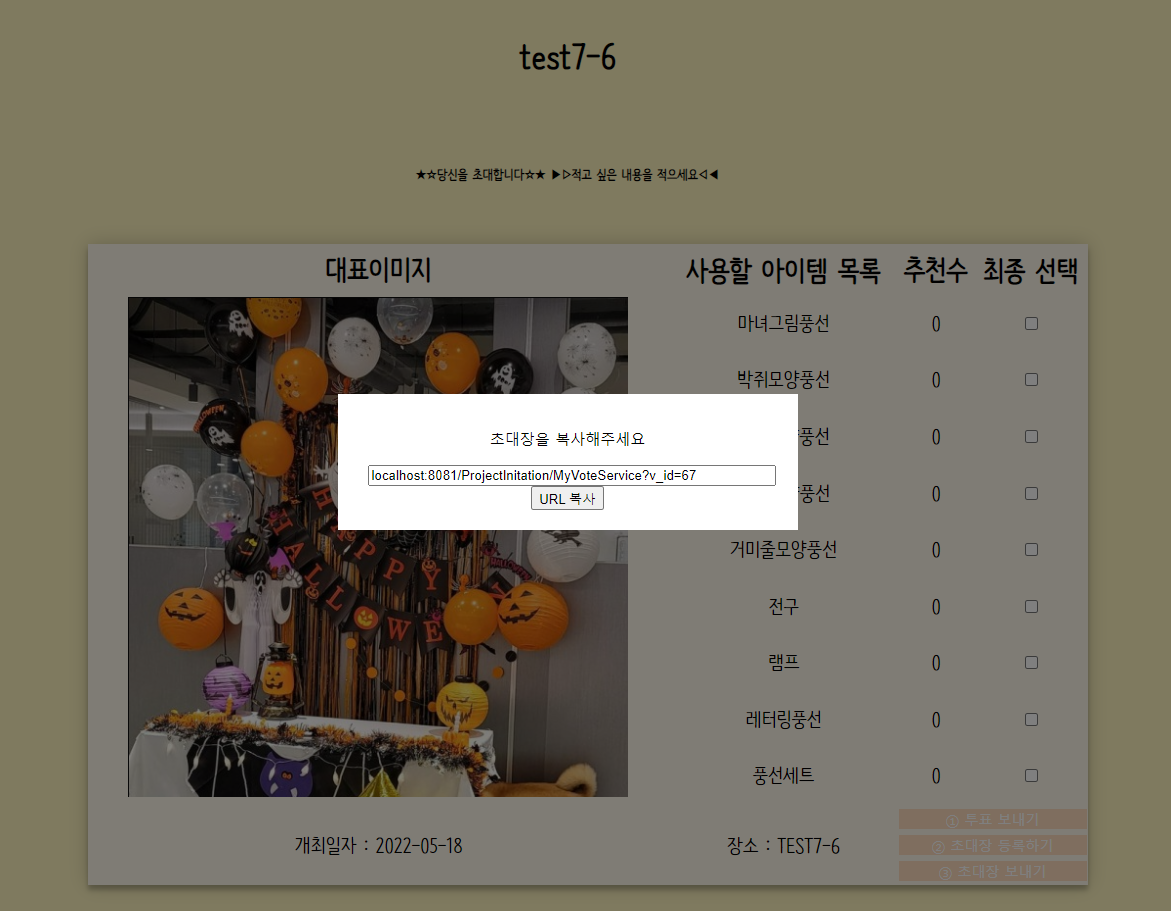 test7-6
★☆당신을 초대합니다☆★ ▶▷적고 싶은 내용을 적으세요◁◀
대표이미지 사용할 아이템 목록 추천수 최종 선택
마녀그림풍선 0
박쥐모양풍선 0
풍선 0
풍선 0
거미줄모양풍선 0
전구 0
램프 0
레터링풍선 0
풍선세트 0
초대장을 복사해주세요
localhost:8081/ProjectInitation/MyVoteService?v_id=67
URL 복사
HAPPY
HALLOWE
개최일자 : 2022-05-18 장소 : TEST7-6
① 투표 보내기
② 초대장 등록하기
③ 초대장 보내기